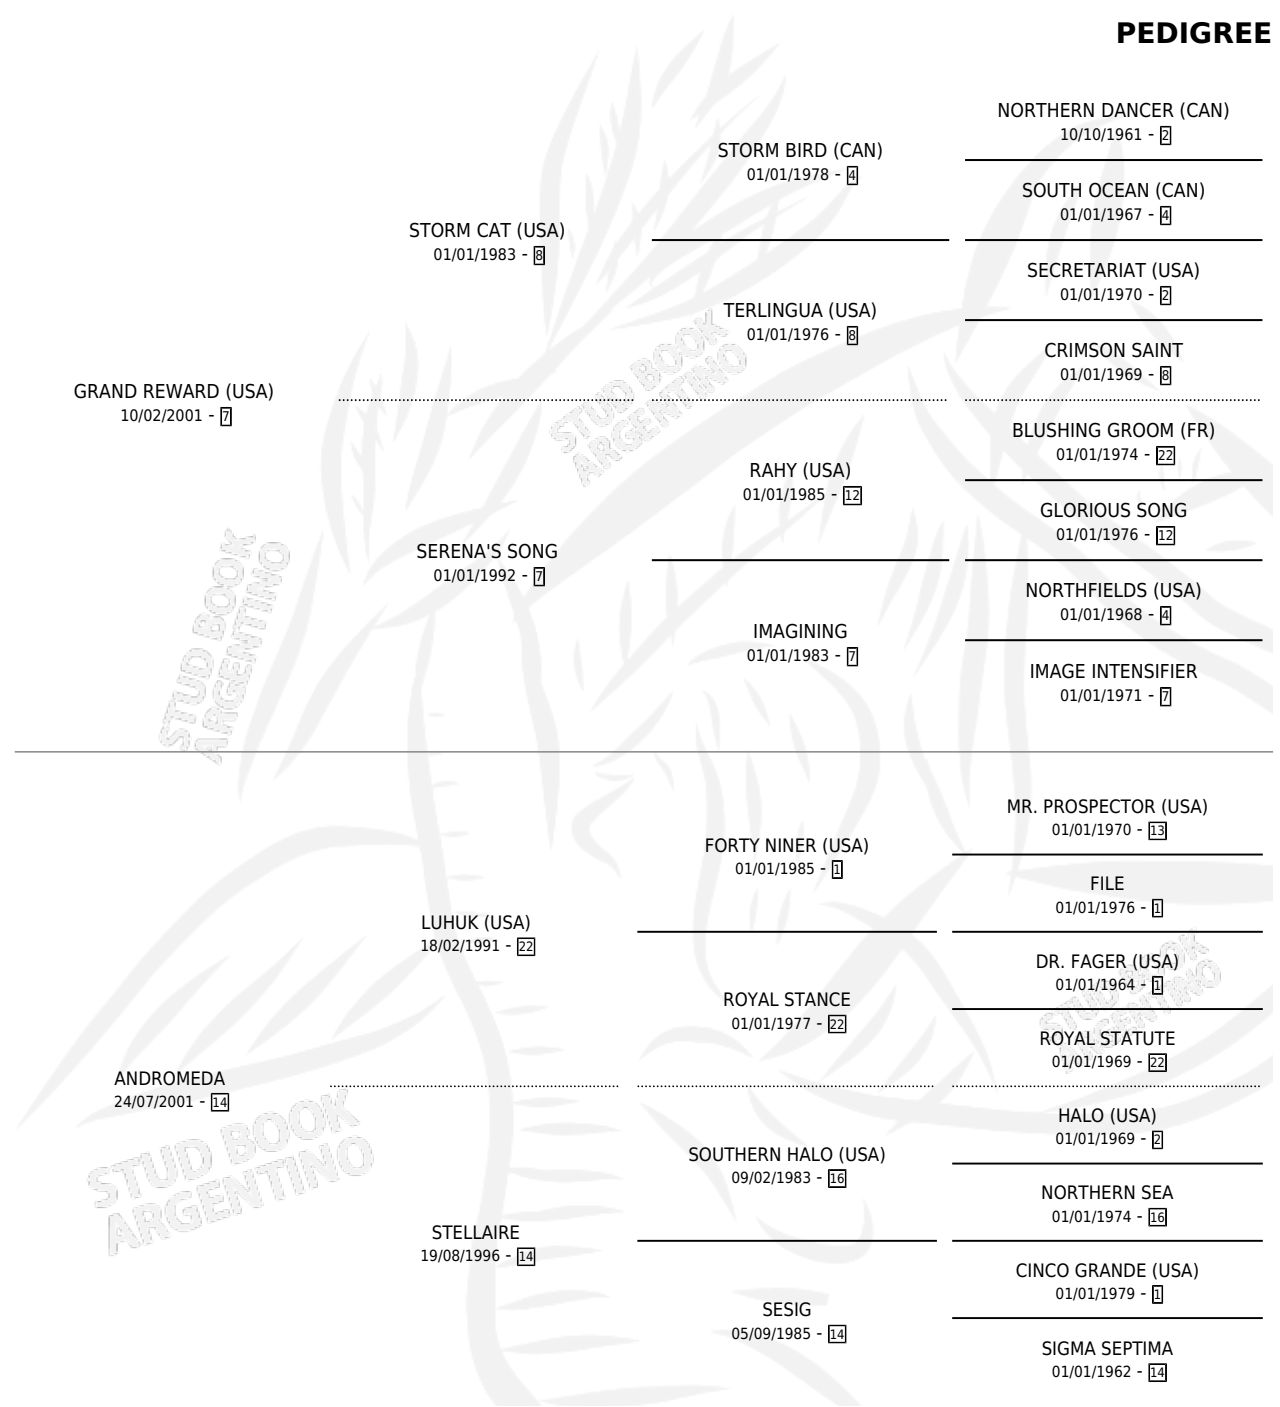 PEDIGREE
NORTHERN DANCER (CAN)
10/10/1961 - 2
STORM BIRD (CAN)
01/01/1978 - 4
SOUTH OCEAN (CAN)
01/01/1967 - 4
STORM CAT (USA)
01/01/1983 - 8
SECRETARIAT (USA)
01/01/1970 - 2
TERLINGUA (USA)
01/01/1976 - 8
CRIMSON SAINT
01/01/1969 - 8
GRAND REWARD (USA)
10/02/2001 - 7
BLUSHING GROOM (FR)
01/01/1974 - 22
RAHY (USA)
01/01/1985 - 12
GLORIOUS SONG
01/01/1976 - 12
SERENA'S SONG
01/01/1992 - 7
NORTHFIELDS (USA)
01/01/1968 - 4
IMAGINING
01/01/1983 - 7
IMAGE INTENSIFIER
01/01/1971 - 7
MR. PROSPECTOR (USA)
01/01/1970 - 13
FORTY NINER (USA)
01/01/1985 - 1
FILE
01/01/1976 - 1
LUHUK (USA)
18/02/1991 - 22
DR. FAGER (USA)
01/01/1964 - 1
ROYAL STANCE
01/01/1977 - 22
ROYAL STATUTE
01/01/1969 - 22
ANDROMEDA
24/07/2001 - 14
HALO (USA)
01/01/1969 - 2
SOUTHERN HALO (USA)
09/02/1983 - 16
NORTHERN SEA
01/01/1974 - 16
STELLAIRE
19/08/1996 - 14
CINCO GRANDE (USA)
01/01/1979 - 1
SESIG
05/09/1985 - 14
SIGMA SEPTIMA
01/01/1962 - 14
STUD BOOK
ARGENTINO
STUD BOOK
ARGENTINO
STUD BOOK
ARGENTINO
STUD BOOK
ARGENTINO